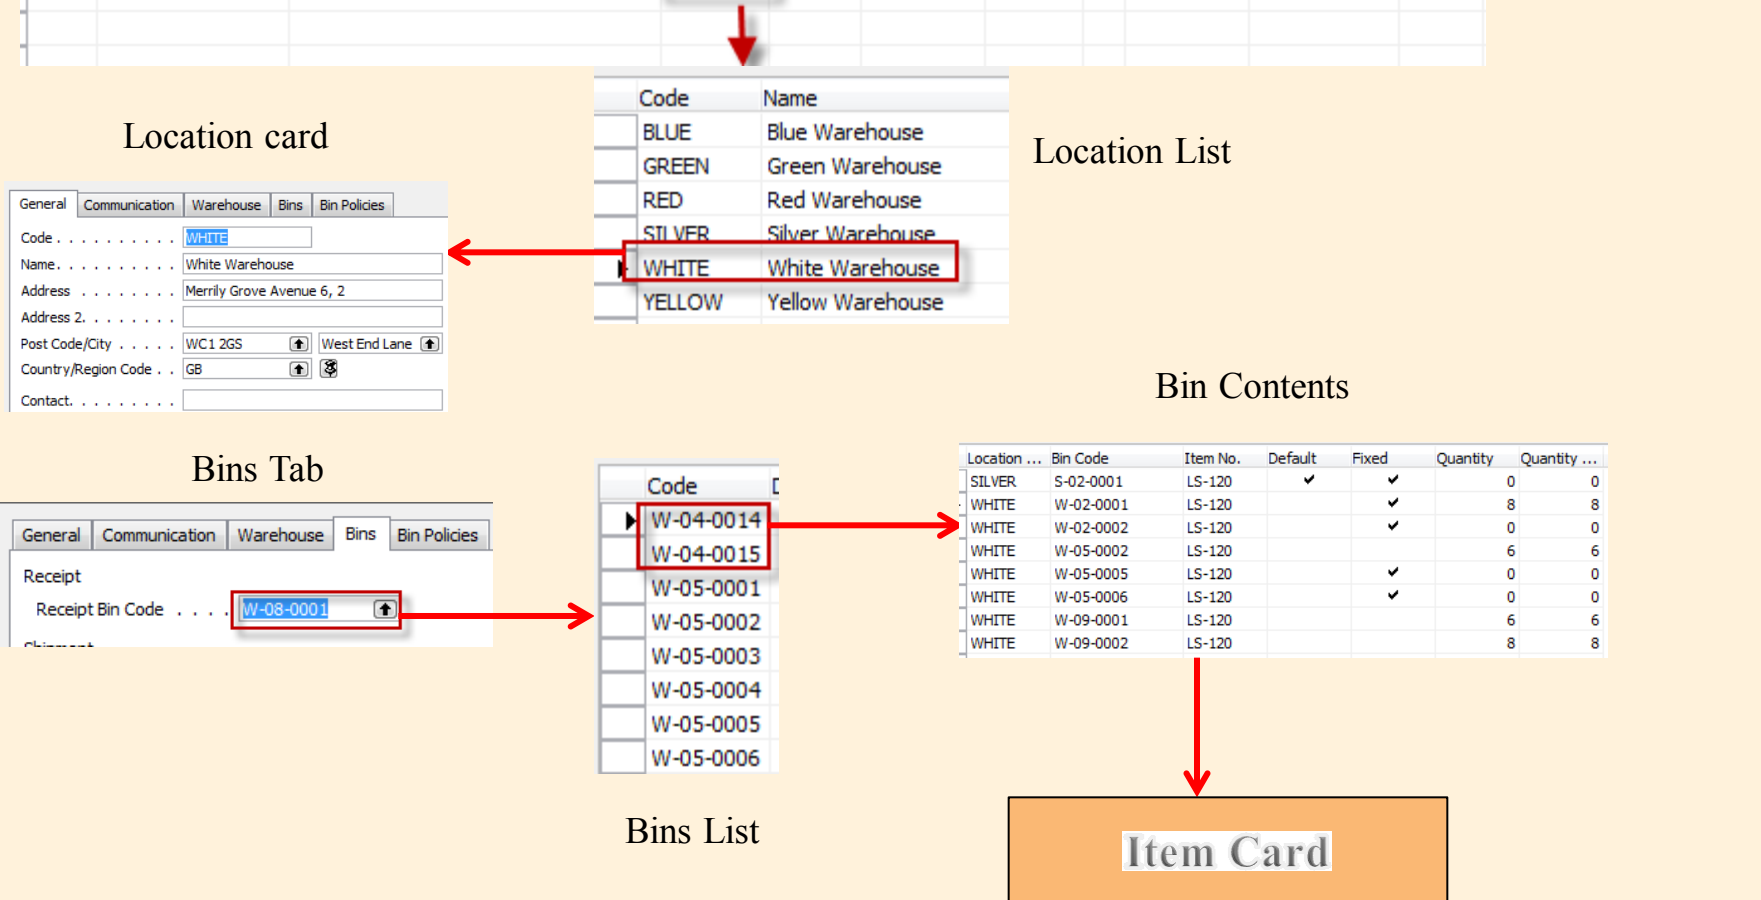 Location card
Location List
Code Name
BLUE Blue Warehouse
GREEN Green Warehouse
RED Red Warehouse
SILVER Silver Warehouse
WHITE White Warehouse
YELLOW Yellow Warehouse
General Communication Warehouse Bins Bin Policies
Code . . . . . . . . . . WHITE
Name. . . . . . . . . . White Warehouse
Address . . . . . . . . Merrily Grove Avenue 6, 2
Address 2. . . . . . . .
Post Code/City . . . . . WC1 2GS West End Lane
Country/Region Code . . GB
Contact. . . . . . . . .
Bins Tab
General Communication Warehouse Bins Bin Policies
Receipt
Receipt Bin Code . . . . W-08-0001
Shipment
Code D
W-04-0014
W-04-0015
W-05-0001
W-05-0002
W-05-0003
W-05-0004
W-05-0005
W-05-0006
Bins List
Bin Contents
Location ... Bin Code Item No. Default Fixed Quantity Quantity ...
SILVER S-02-0001 LS-120 ✔ ✔ 0 0
WHITE W-02-0001 LS-120 ✔ 8 8
WHITE W-02-0002 LS-120 ✔ 0 0
WHITE W-05-0002 LS-120 6 6
WHITE W-05-0005 LS-120 ✔ 0 0
WHITE W-05-0006 LS-120 ✔ 0 0
WHITE W-09-0001 LS-120 6 6
WHITE W-09-0002 LS-120 8 8
Item Card